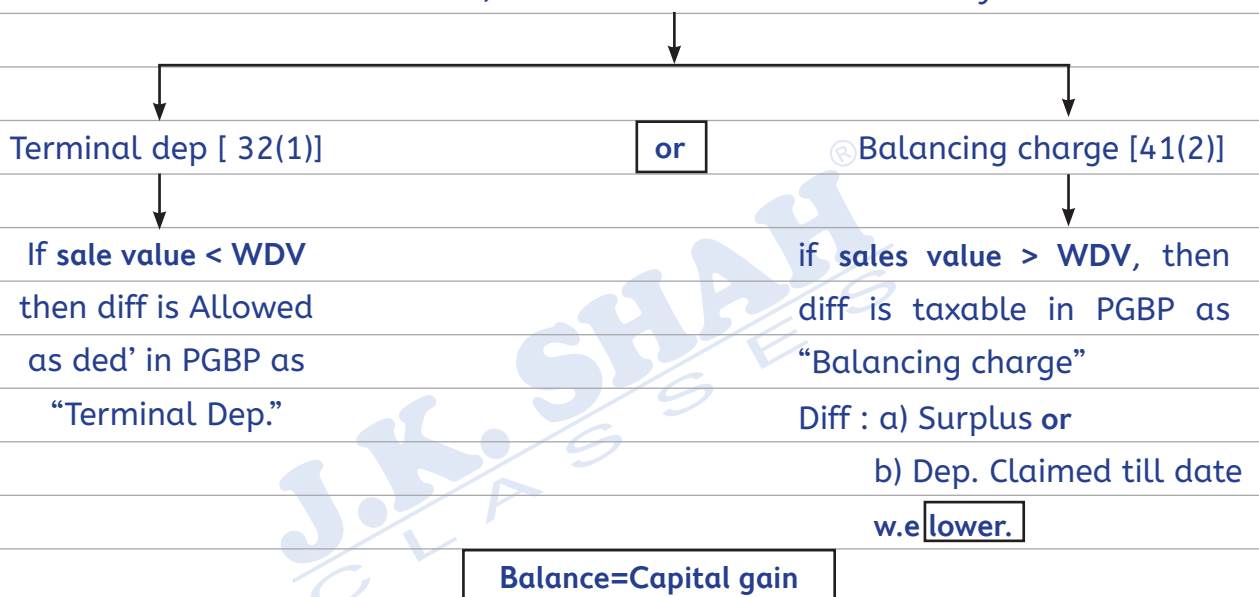 Terminal dep [ 32(1)]
or
Balancing charge [41(2)]
If sale value < WDV
then diff is Allowed
as ded' in PGBP as
“Terminal Dep.”
if sales value > WDV, then
diff is taxable in PGBP as
“Balancing charge”
Diff : a) Surplus or
b) Dep. Claimed till date
w.e lower.
Balance=Capital gain
J.K. SHAH ®
CLASSES